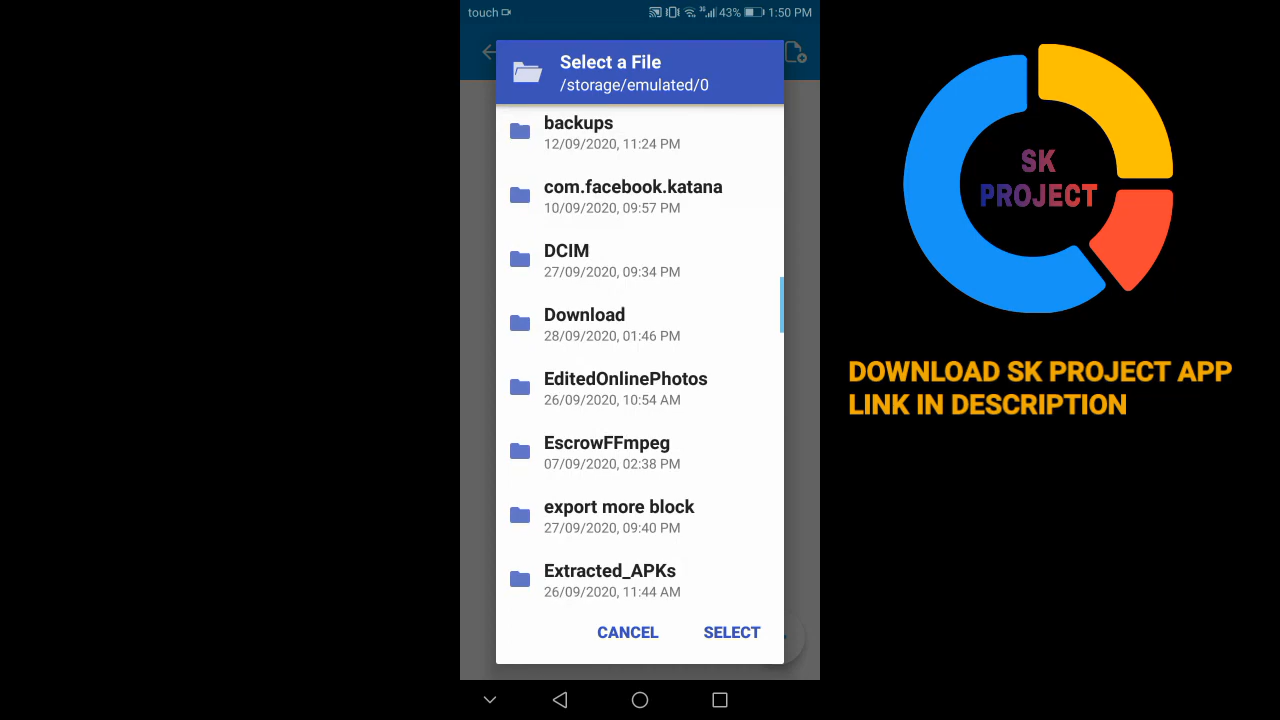 touch
43%
1:50 PM
Select a File
/storage/emulated/0
backups
12/09/2020, 11:24 PM
com.facebook.katana
10/09/2020, 09:57 PM
DCIM
27/09/2020, 09:34 PM
Download
28/09/2020, 01:46 PM
EditedOnlinePhotos
26/09/2020, 10:54 AM
EscrowFFmpeg
07/09/2020, 02:38 PM
export more block
27/09/2020, 09:40 PM
Extracted_APKs
26/09/2020, 11:44 AM
CANCEL
SELECT
SK
PROJECT
DOWNLOAD SK PROJECT APP
LINK IN DESCRIPTION